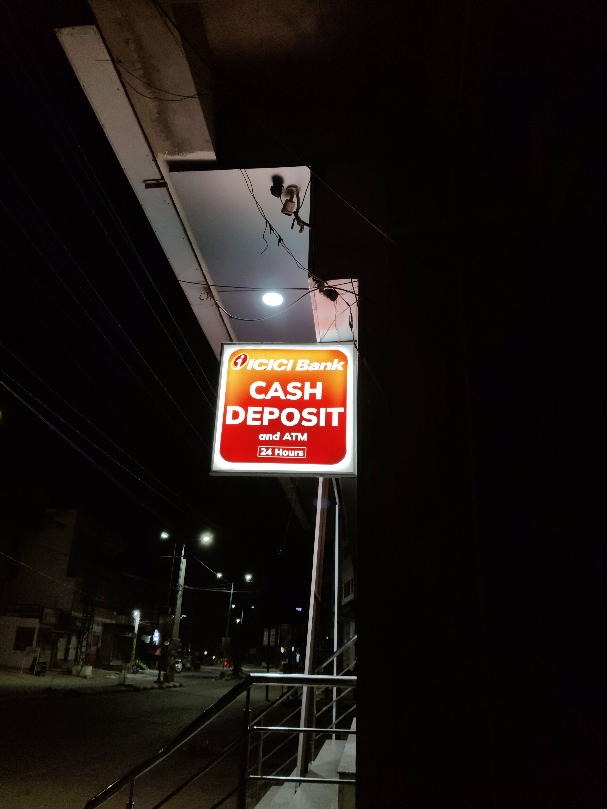 ICICI Bank
CASH
DEPOSIT
and ATM
24 Hours